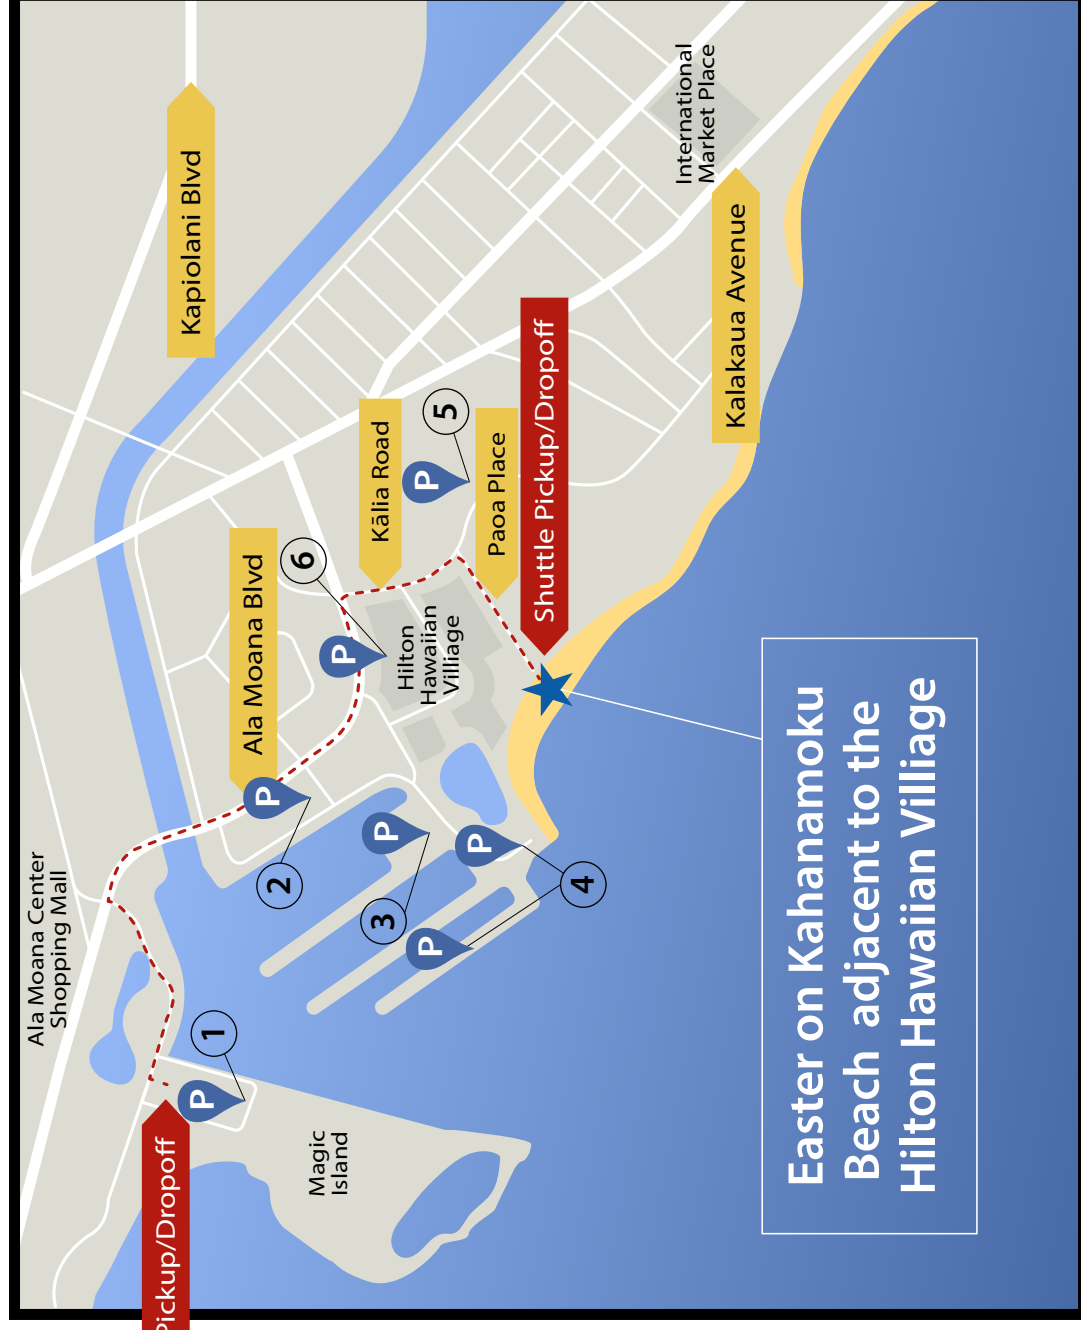 Ala Moana Center
Shopping Mall
Kapiolani Blvd
Pickup/Dropoff
P
1
Magic
Island
Ala Moana Blvd
P
2
P
3
P
P
4
P
5
P
6
Kālia Road
Hilton
Hawaiian
Villiage
Paoa Place
Shuttle Pickup/Dropoff
International
Market Place
Kalakaua Avenue
Easter on Kahanamoku
Beach adjacent to the
Hilton Hawaiian Villiage